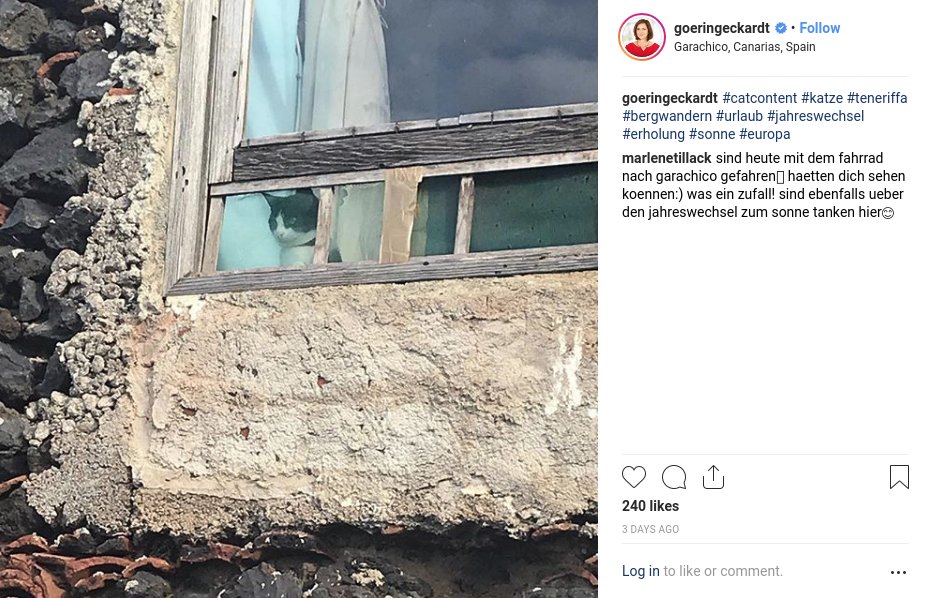 goeringeckardt • Follow
Garachico, Canarias, Spain
goeringeckardt #catcontent #katze #teneriffa
#bergwandern #urlaub #jahreswechsel
#erholung #sonne #europa
marlenetillack sind heute mit dem fahrrad
nach garachico gefahren▯ haetten dich sehen
koennen:) was ein zufall! sind ebenfalls ueber
den jahreswechsel zum sonne tanken hier😊
240 likes
3 DAYS AGO
Log in to like or comment.